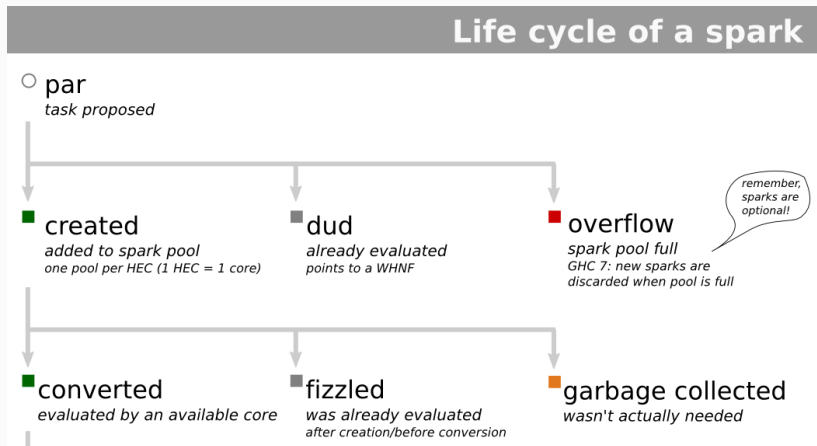 Life cycle of a spark
par
task proposed
created
added to spark pool
one pool per HEC (1 HEC = 1 core)
dud
already evaluated
points to a WHNF
overflow
spark pool full
GHC 7: new sparks are
discarded when pool is full
remember,
sparks are
optional!
converted
evaluated by an available core
fizzled
was already evaluated
after creation/before conversion
garbage collected
wasn't actually needed